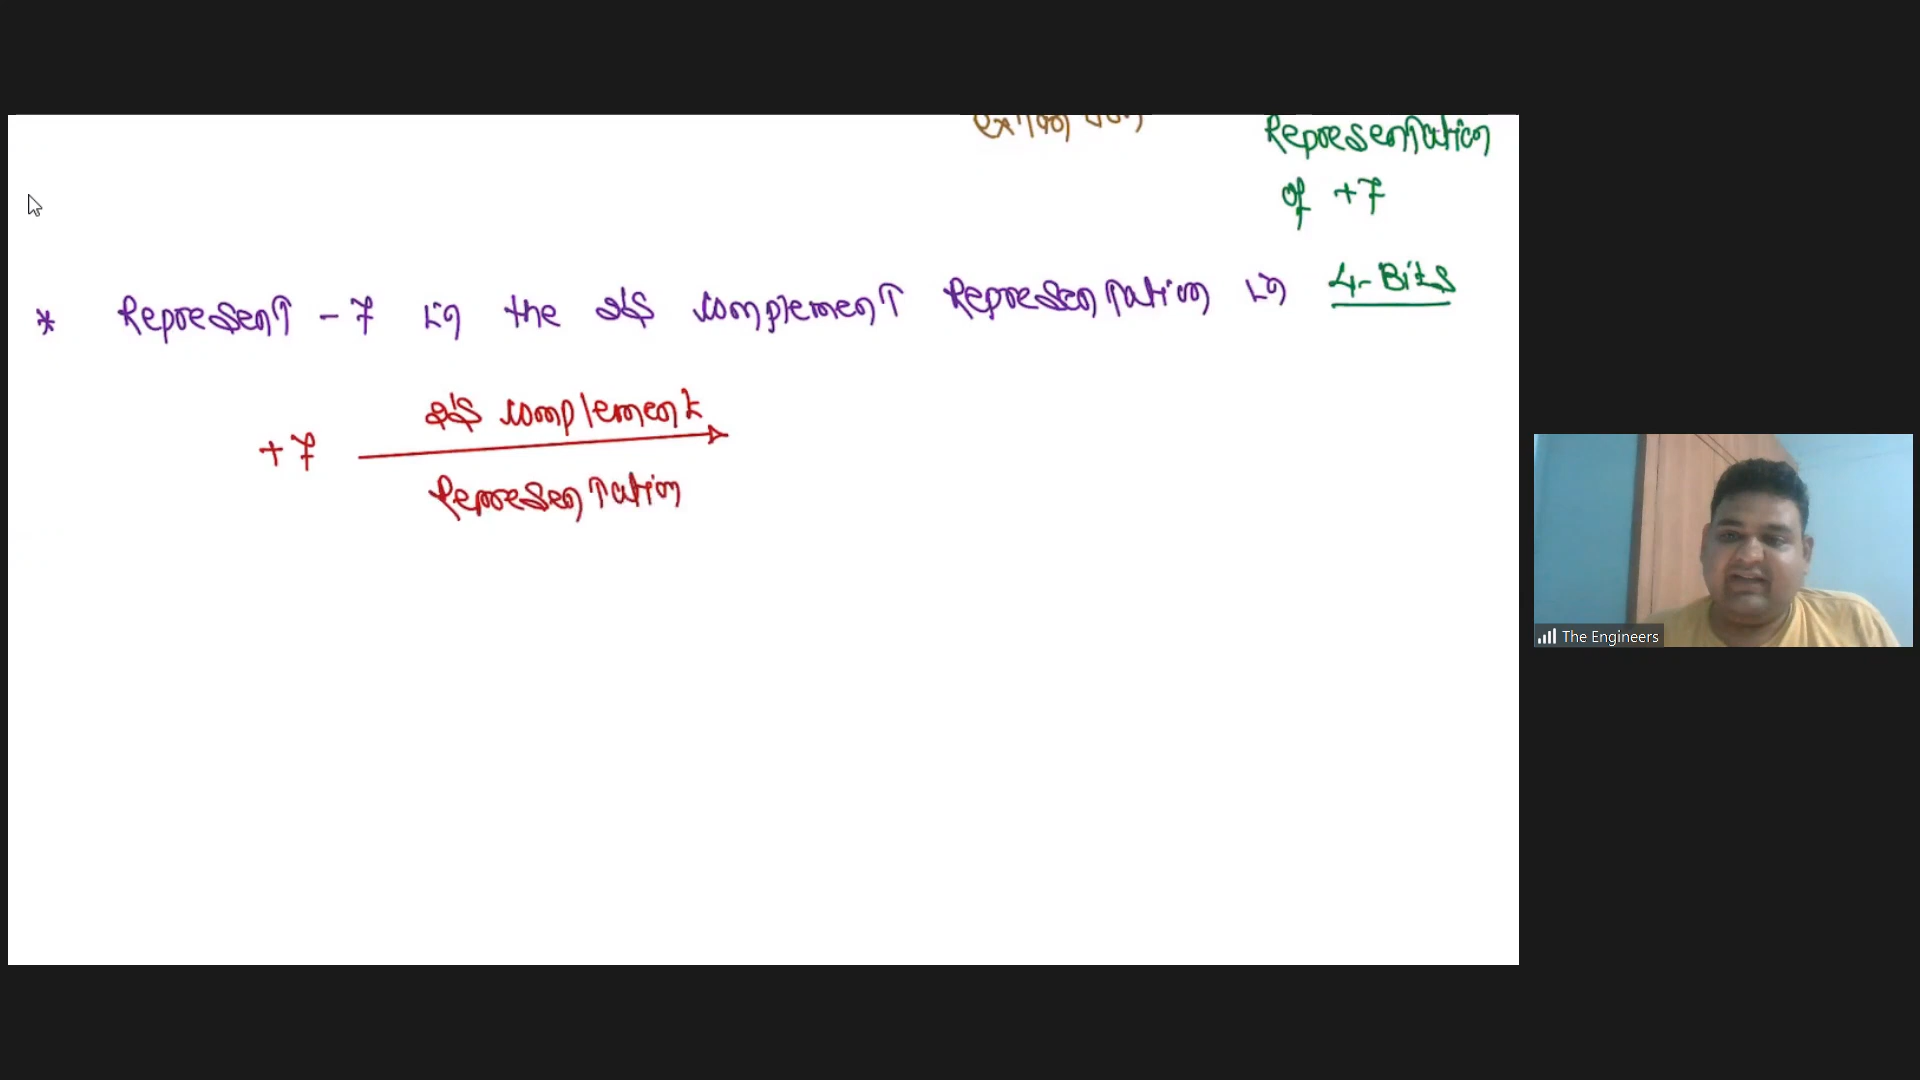 Representation
of +7
* Represent -7 in the 2's complement Representation in 4-Bits
2's complement
+7
Representation
The Engineers